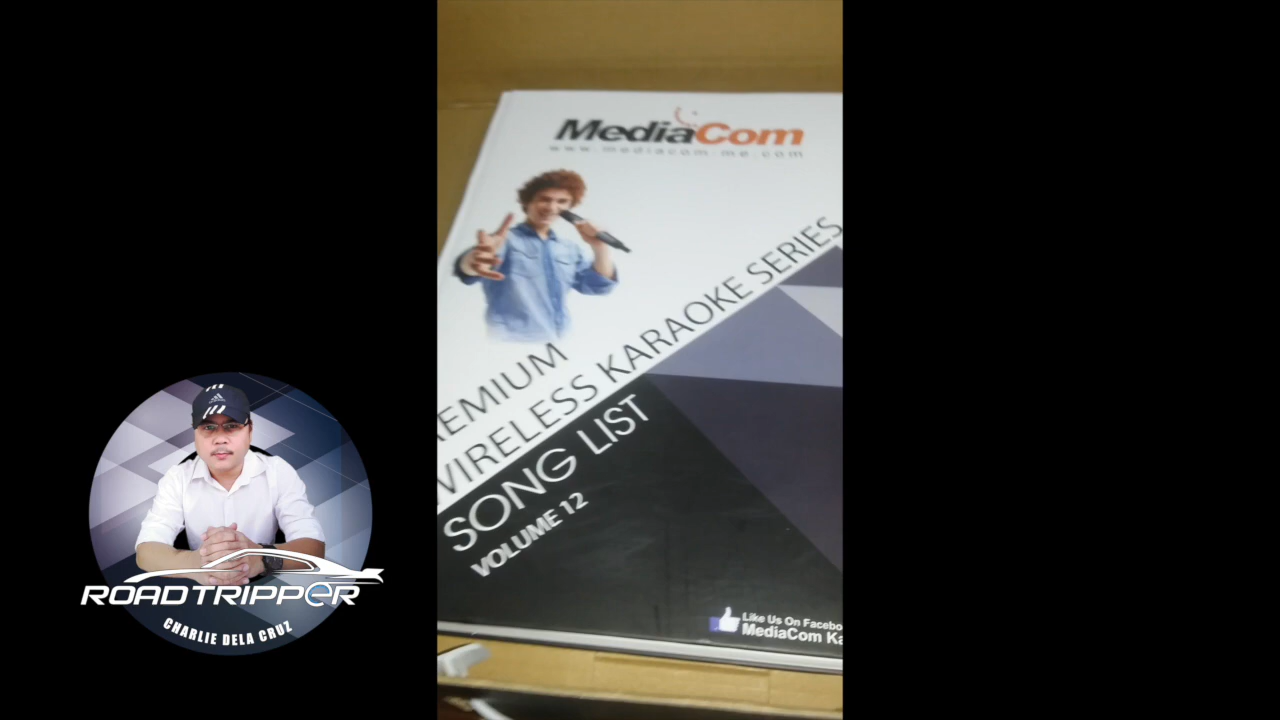 MediaCom
www.mediacom-me.com
EMIUM
WIRELESS KARAOKE SERIES
SONG LIST
VOLUME 12
Like Us On Facebo
MediaCom Ka
ROADTRIPPER
CHARLIE DELA CRUZ